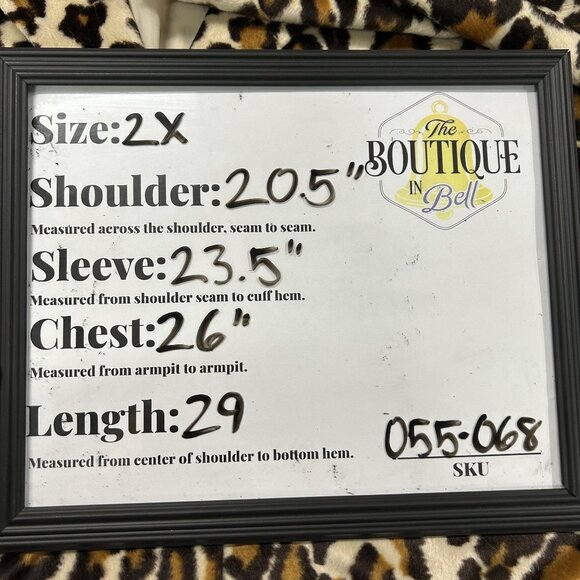 Size: 2X
The
BOUTIQUE
IN
Bell
Shoulder: 20.5"
Measured across the shoulder, seam to seam.
Sleeve: 23.5"
Measured from shoulder seam to cuff hem.
Chest: 26"
Measured from armpit to armpit.
Length: 29
Measured from center of shoulder to bottom hem.
055-068
SKU